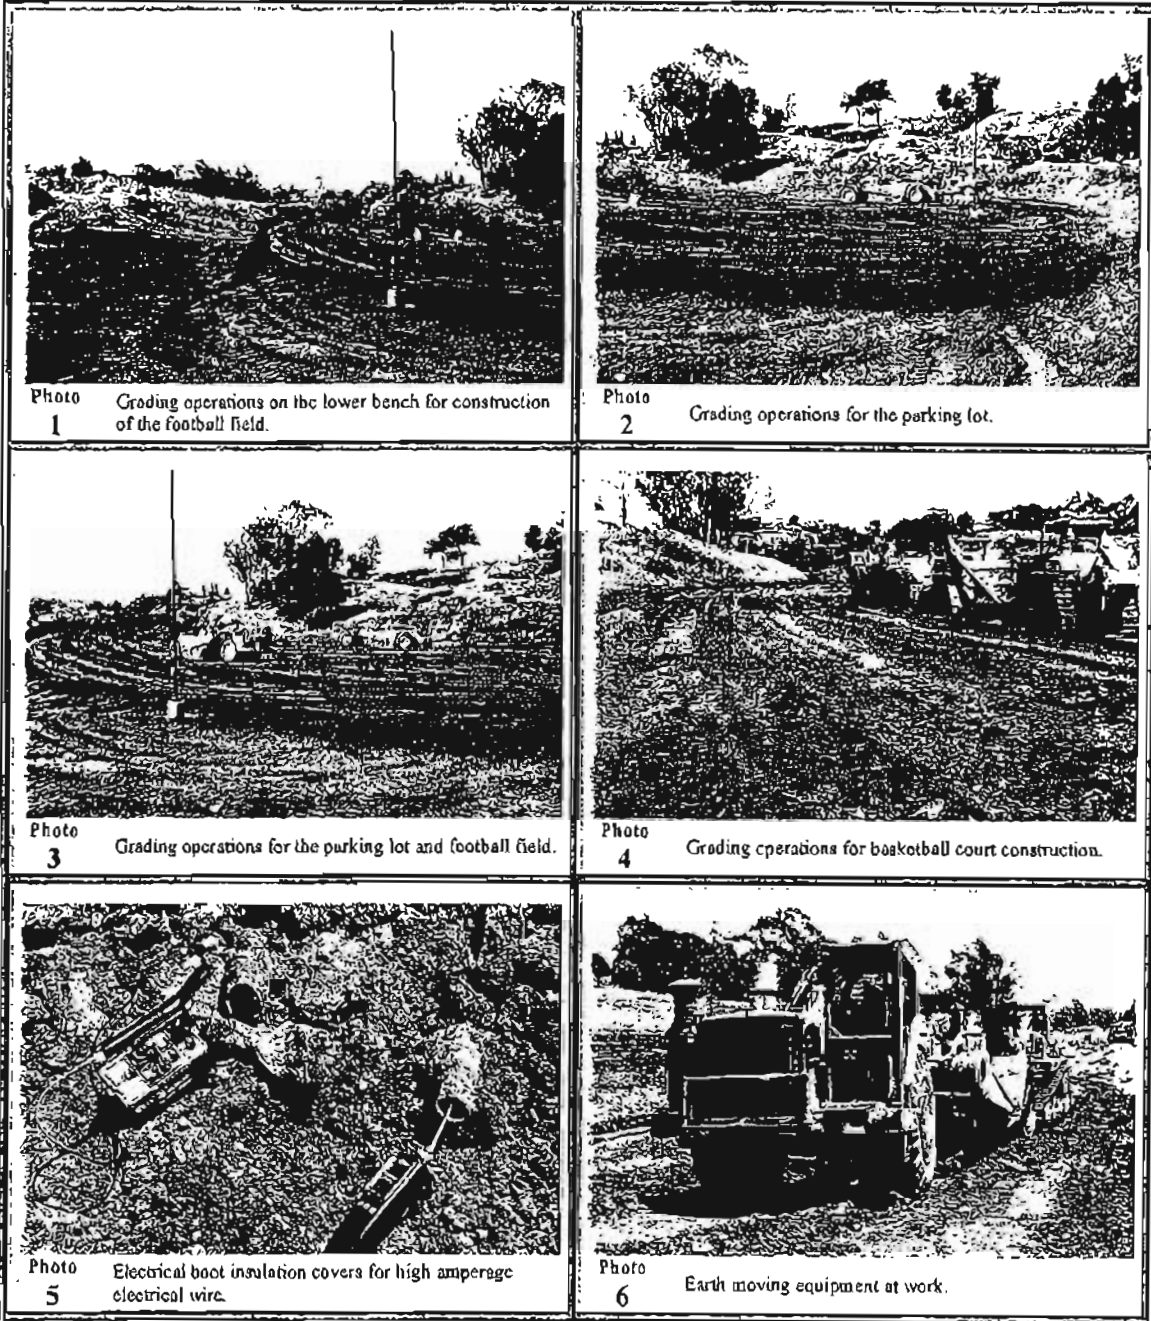 Photo
1
Grading operations on the lower bench for construction
of the football field.
Photo
2
Grading operations for the parking lot.
Photo
3
Grading operations for the parking lot and football field.
Photo
4
Grading operations for basketball court construction.
Photo
5
Electrical boot insulation covers for high amperage
electrical wire.
Photo
6
Earth moving equipment at work.